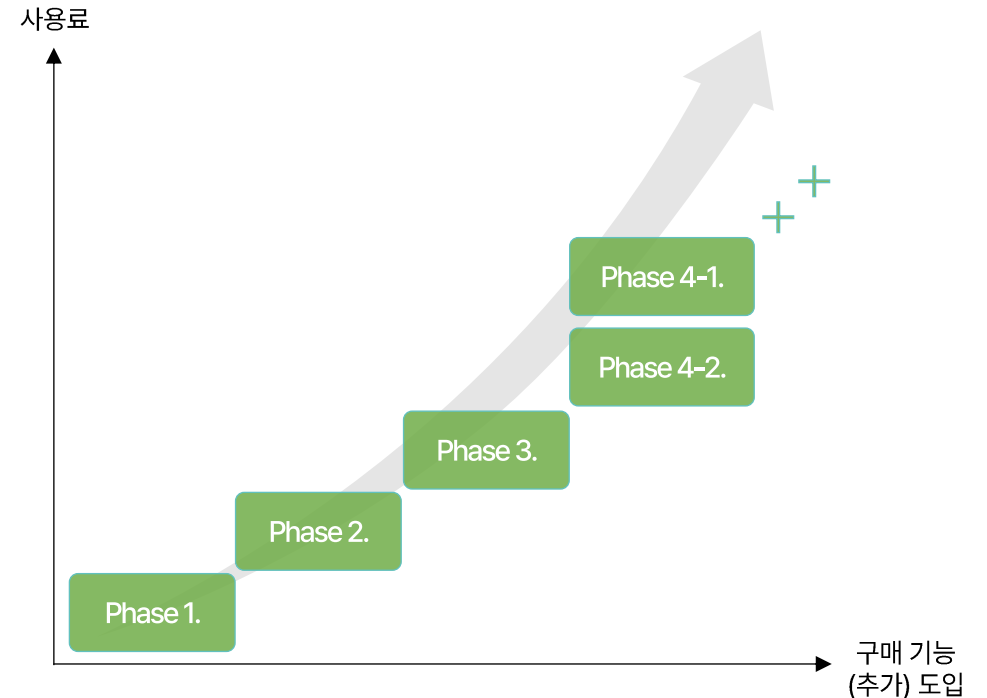 사용료
Phase 4-1.
Phase 4-2.
Phase 3.
Phase 2.
Phase 1.
구매 기능
(추가) 도입